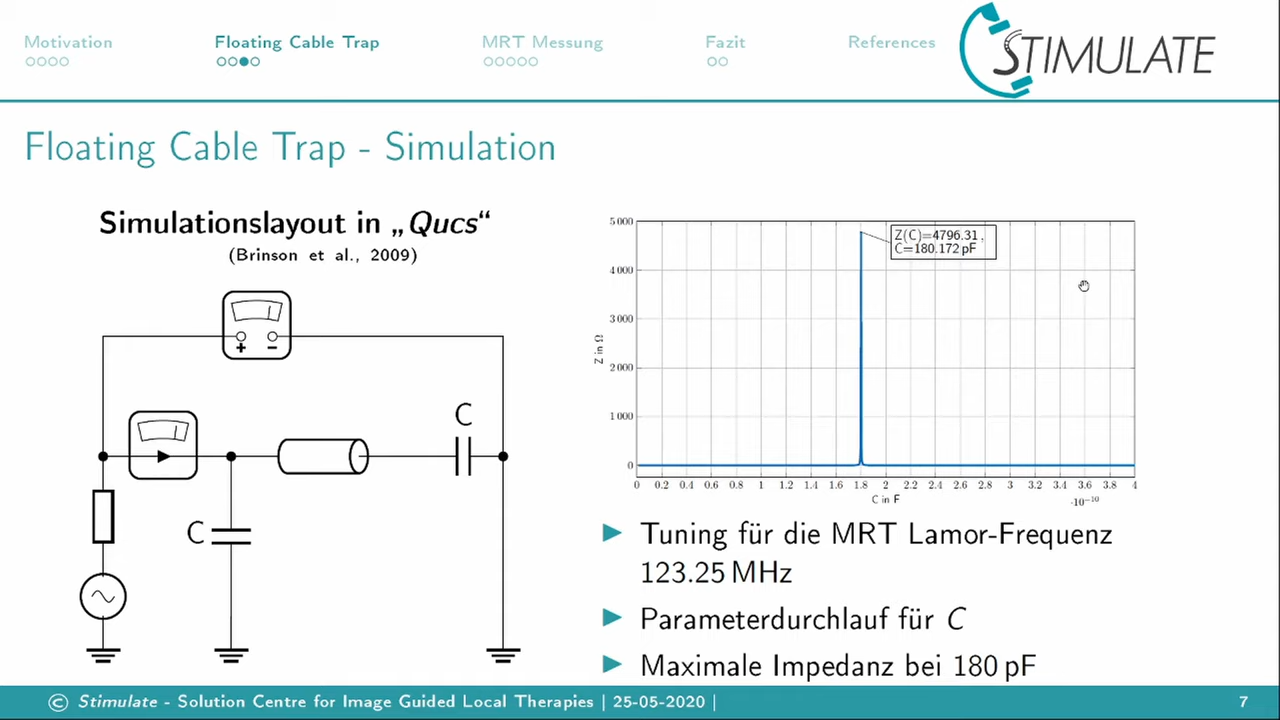 Motivation
Floating Cable Trap
MRT Messung
Fazit
References
STIMULATE
Floating Cable Trap - Simulation
Simulationslayout in „Qucs“
(Brinson et al., 2009)
+ −
C
C
Z(C)=4796.31,
C=180.172 pF
5 000
4 000
3 000
2 000
1 000
0
Z in Ω
0 0.2 0.4 0.6 0.8 1 1.2 1.4 1.6 1.8 2 2.2 2.4 2.6 2.8 3 3.2 3.4 3.6 3.8 4
C in F
·10⁻¹⁰
Tuning für die MRT Lamor-Frequenz
123.25 MHz
Parameterdurchlauf für C
Maximale Impedanz bei 180 pF
© Stimulate - Solution Centre for Image Guided Local Therapies | 25-05-2020 |
7